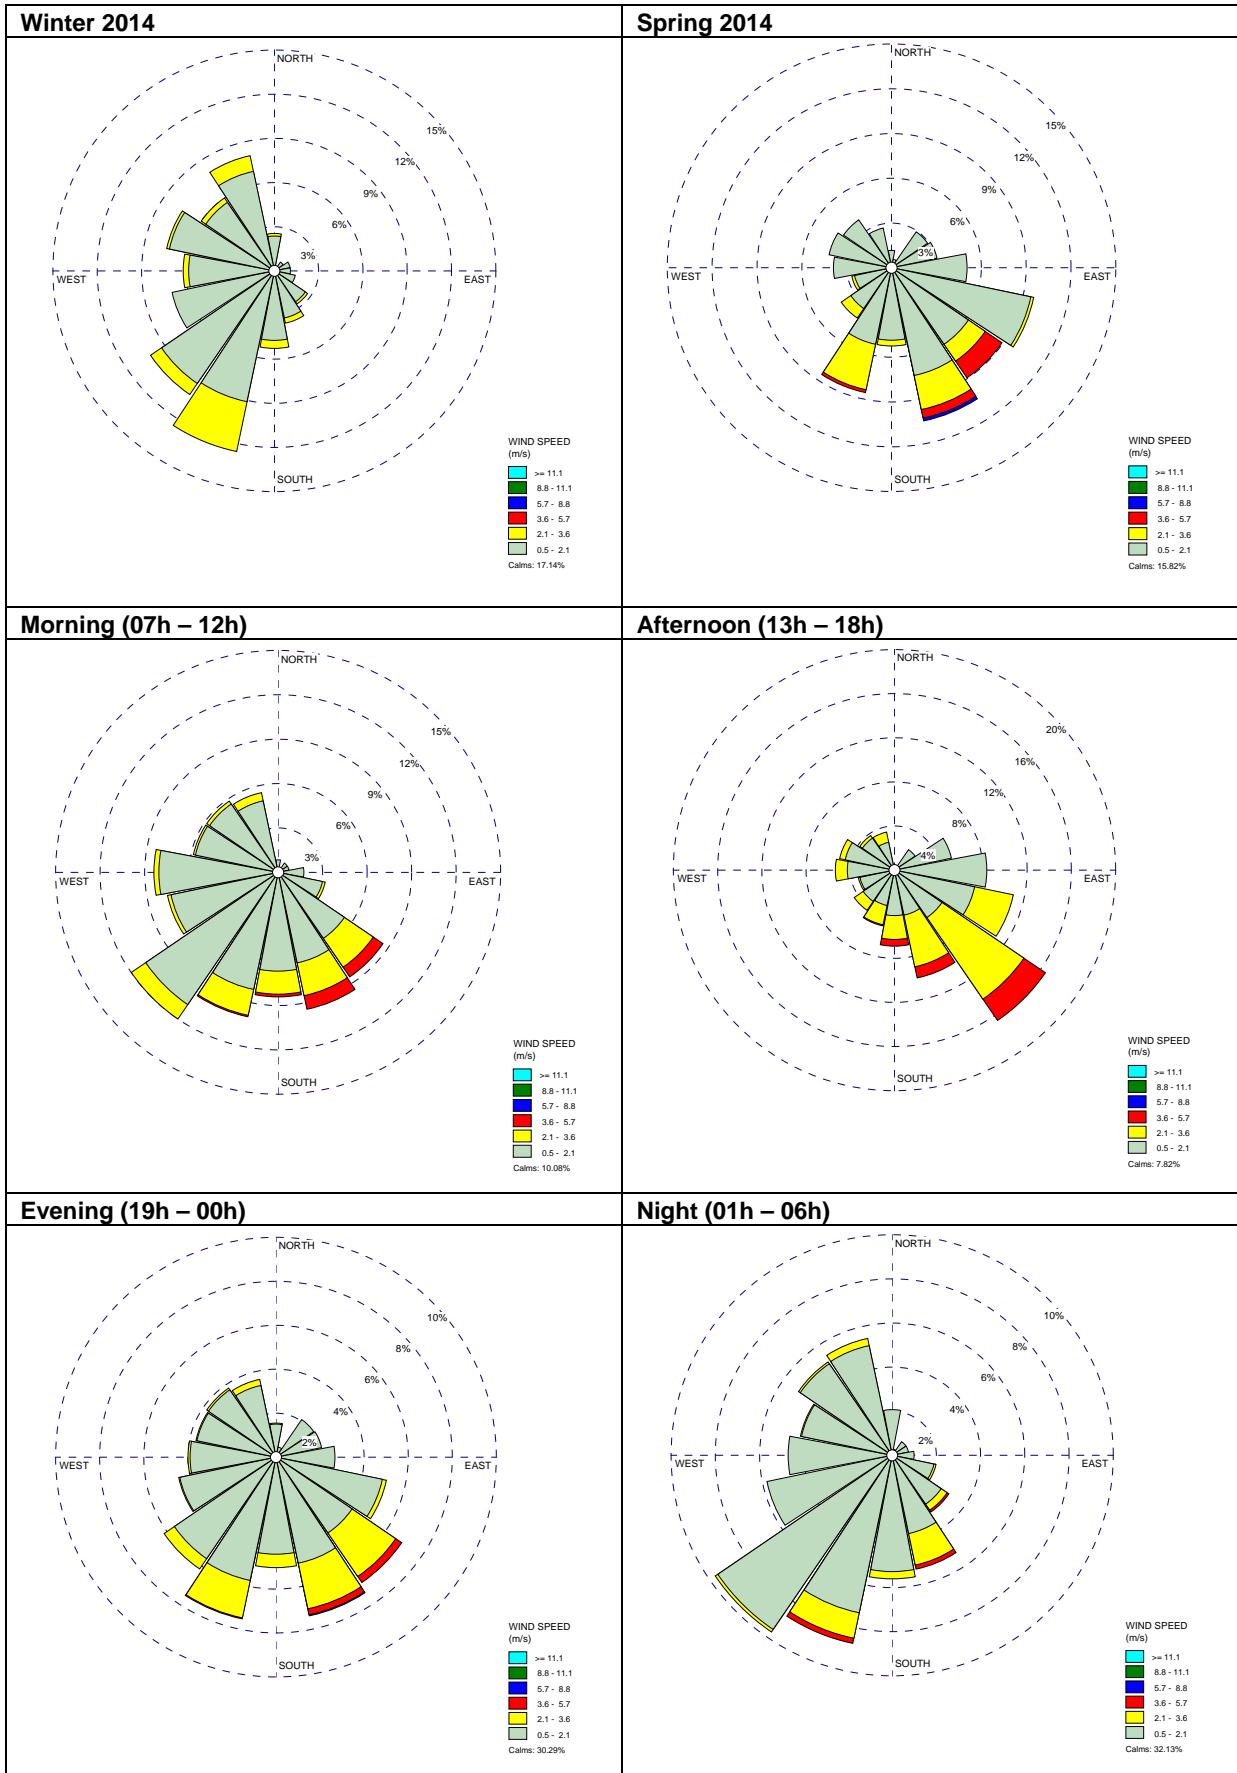 Winter 2014
NORTH
15%
12%
9%
6%
3%
WEST
EAST
SOUTH
WIND SPEED
(m/s)
>= 11.1
8.8 - 11.1
5.7 - 8.8
3.6 - 5.7
2.1 - 3.6
0.5 - 2.1
Calms: 17.14%
Spring 2014
NORTH
15%
12%
9%
6%
3%
WEST
EAST
SOUTH
WIND SPEED
(m/s)
>= 11.1
8.8 - 11.1
5.7 - 8.8
3.6 - 5.7
2.1 - 3.6
0.5 - 2.1
Calms: 15.82%
Morning (07h – 12h)
NORTH
15%
12%
9%
6%
3%
WEST
EAST
SOUTH
WIND SPEED
(m/s)
>= 11.1
8.8 - 11.1
5.7 - 8.8
3.6 - 5.7
2.1 - 3.6
0.5 - 2.1
Calms: 10.08%
Afternoon (13h – 18h)
NORTH
20%
16%
12%
8%
4%
WEST
EAST
SOUTH
WIND SPEED
(m/s)
>= 11.1
8.8 - 11.1
5.7 - 8.8
3.6 - 5.7
2.1 - 3.6
0.5 - 2.1
Calms: 7.82%
Evening (19h – 00h)
NORTH
10%
8%
6%
4%
2%
WEST
EAST
SOUTH
WIND SPEED
(m/s)
>= 11.1
8.8 - 11.1
5.7 - 8.8
3.6 - 5.7
2.1 - 3.6
0.5 - 2.1
Calms: 30.29%
Night (01h – 06h)
NORTH
10%
8%
6%
4%
2%
WEST
EAST
SOUTH
WIND SPEED
(m/s)
>= 11.1
8.8 - 11.1
5.7 - 8.8
3.6 - 5.7
2.1 - 3.6
0.5 - 2.1
Calms: 32.13%